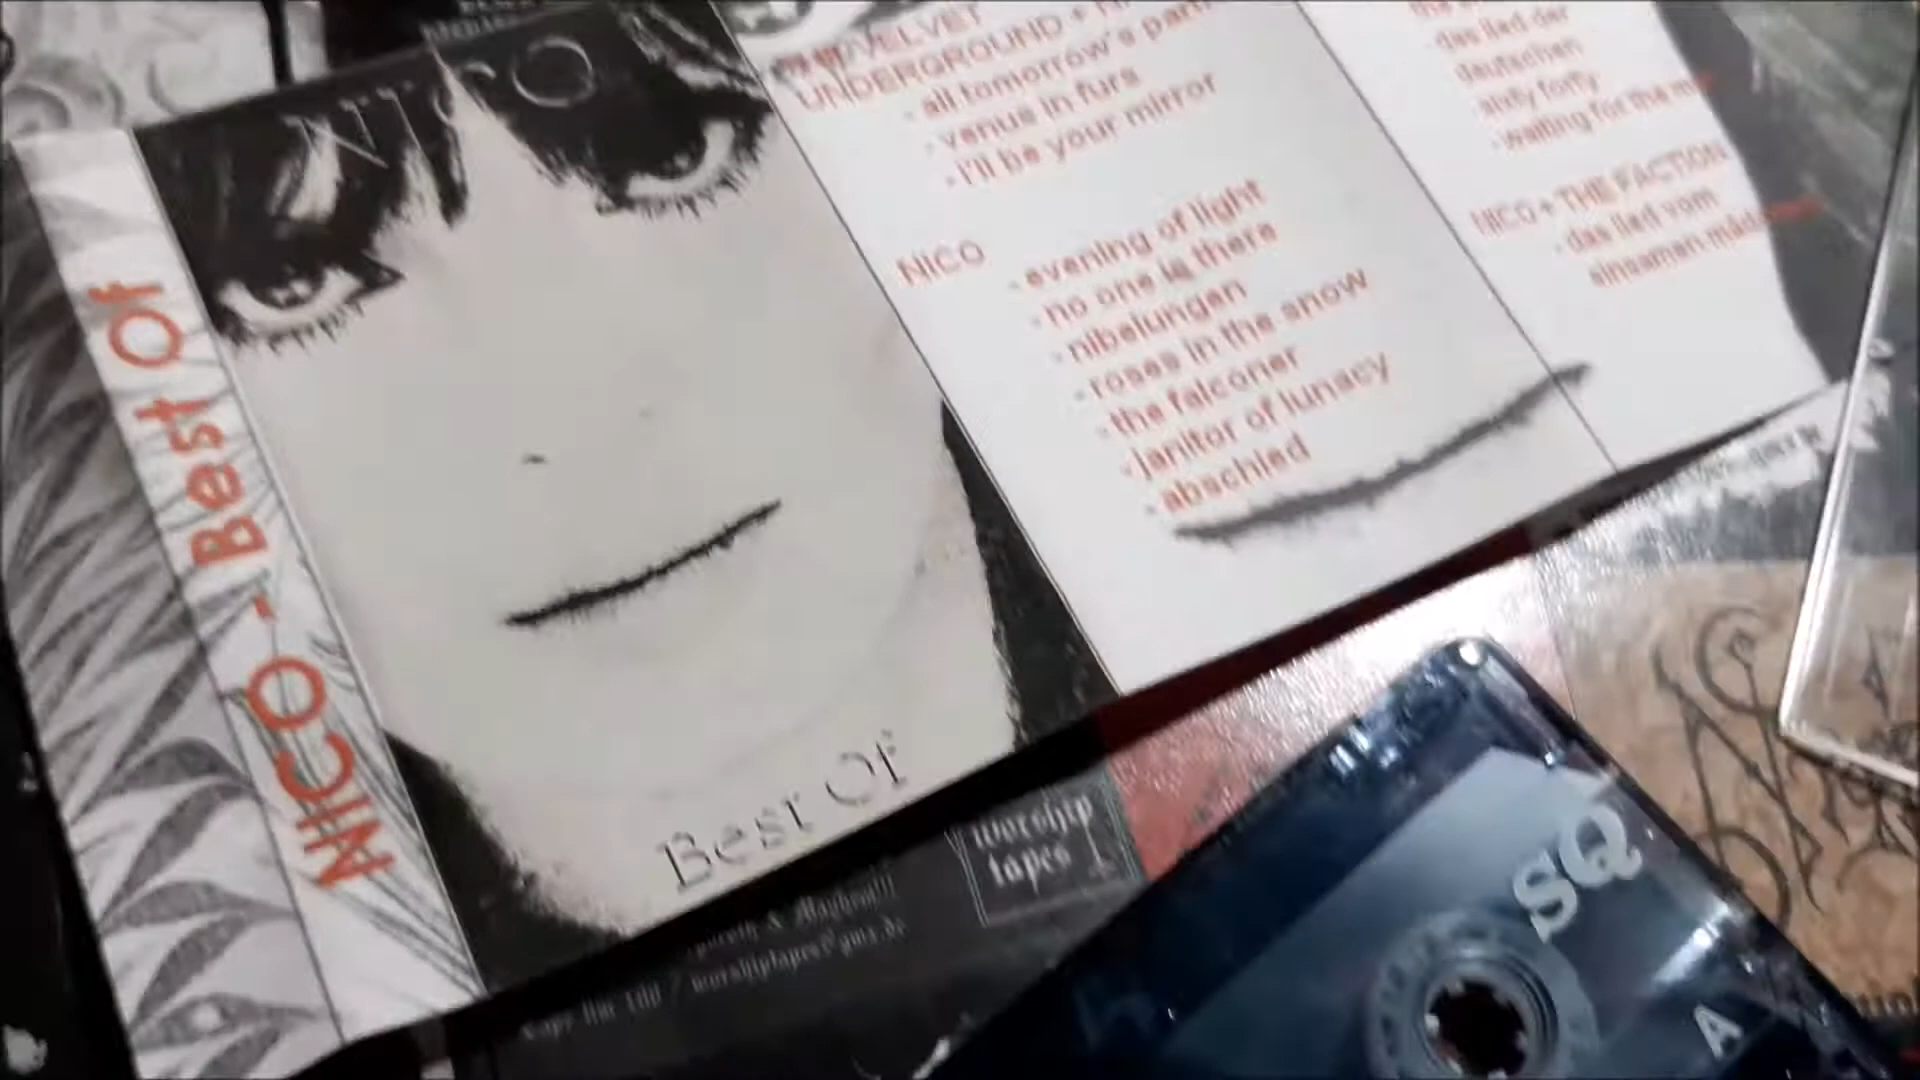 NICO - Best Of
NICO
Best Of
THE VELVET
UNDERGROUND +
- all tomorrow's
- venus in furs
- i'll be your mirror
NICO
- evening of light
- no one is there
- nibelungen
- roses in the snow
- the falconer
- janitor of lunacy
- abschied
- das lied der
deutschen
- sixty forty
- waiting for the
NICO + THE FACTION
- das lied vom
einsamen
Worship
tapes
SQ
A